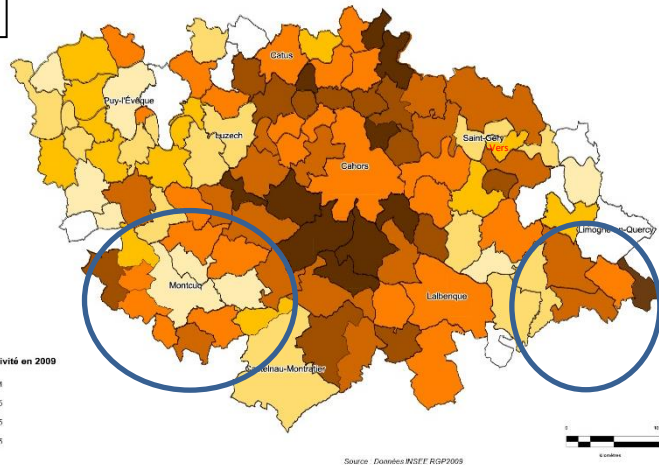 Catus
Puy-l'Évêque
Luzech
Saint-Géry
Vers
Cahors
Limogne-en-Quercy
Montcuq
Lalbenque
Castelnau-Montratier
ivité en 2009
Kilomètres
Source : Données INSEE RGP2009